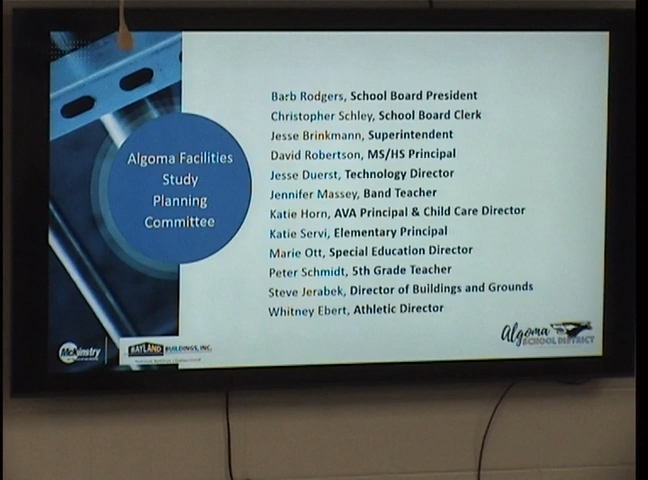 Algoma Facilities
Study
Planning
Committee
Barb Rodgers, School Board President
Christopher Schley, School Board Clerk
Jesse Brinkmann, Superintendent
David Robertson, MS/HS Principal
Jesse Duerst, Technology Director
Jennifer Massey, Band Teacher
Katie Horn, AVA Principal & Child Care Director
Katie Servi, Elementary Principal
Marie Ott, Special Education Director
Peter Schmidt, 5th Grade Teacher
Steve Jerabek, Director of Buildings and Grounds
Whitney Ebert, Athletic Director
McKinstry
BAYLAND BUILDINGS, INC.
Algoma
SCHOOL DISTRICT